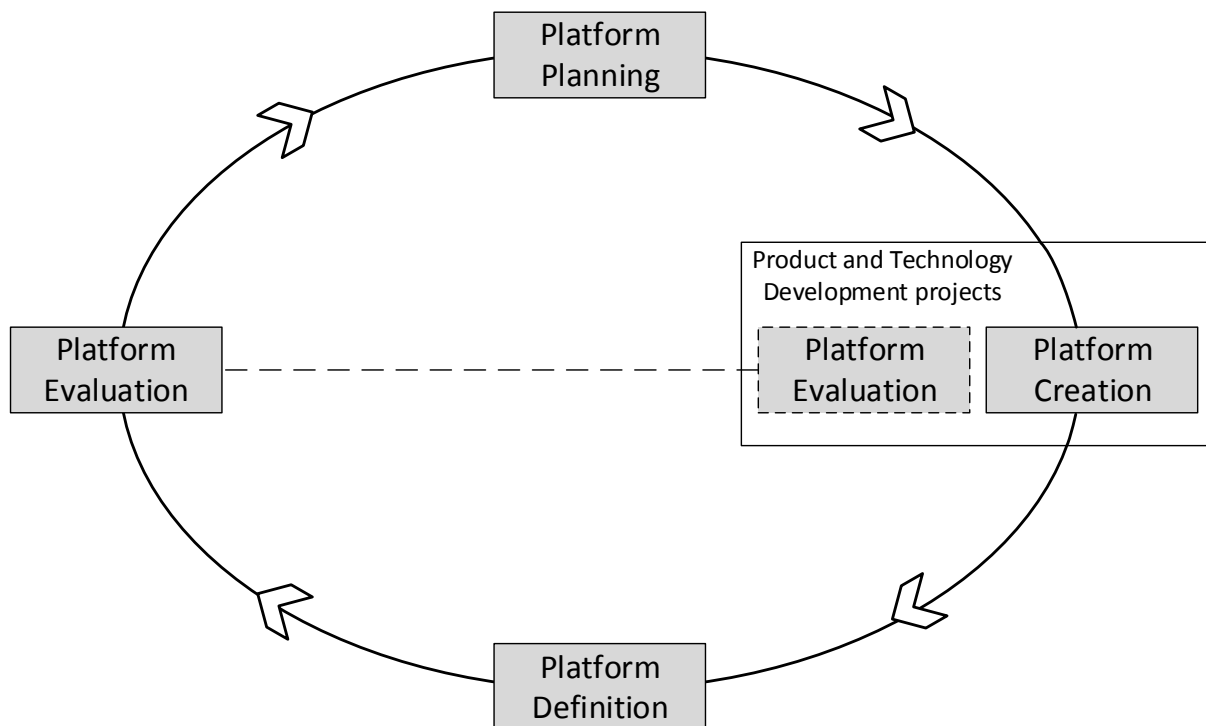 Platform
Planning
Product and Technology
Development projects
Platform
Evaluation
Platform
Evaluation
Platform
Creation
Platform
Definition